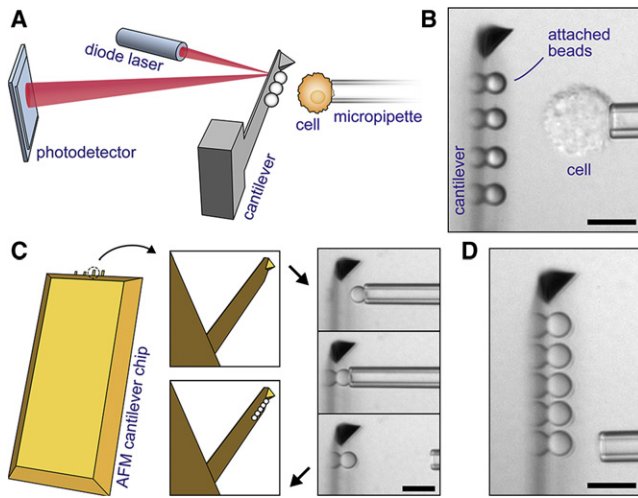 A
diode laser
photodetector
cell
micropipette
cantilever
B
attached
beads
cantilever
cell
C
AFM cantilever chip
D